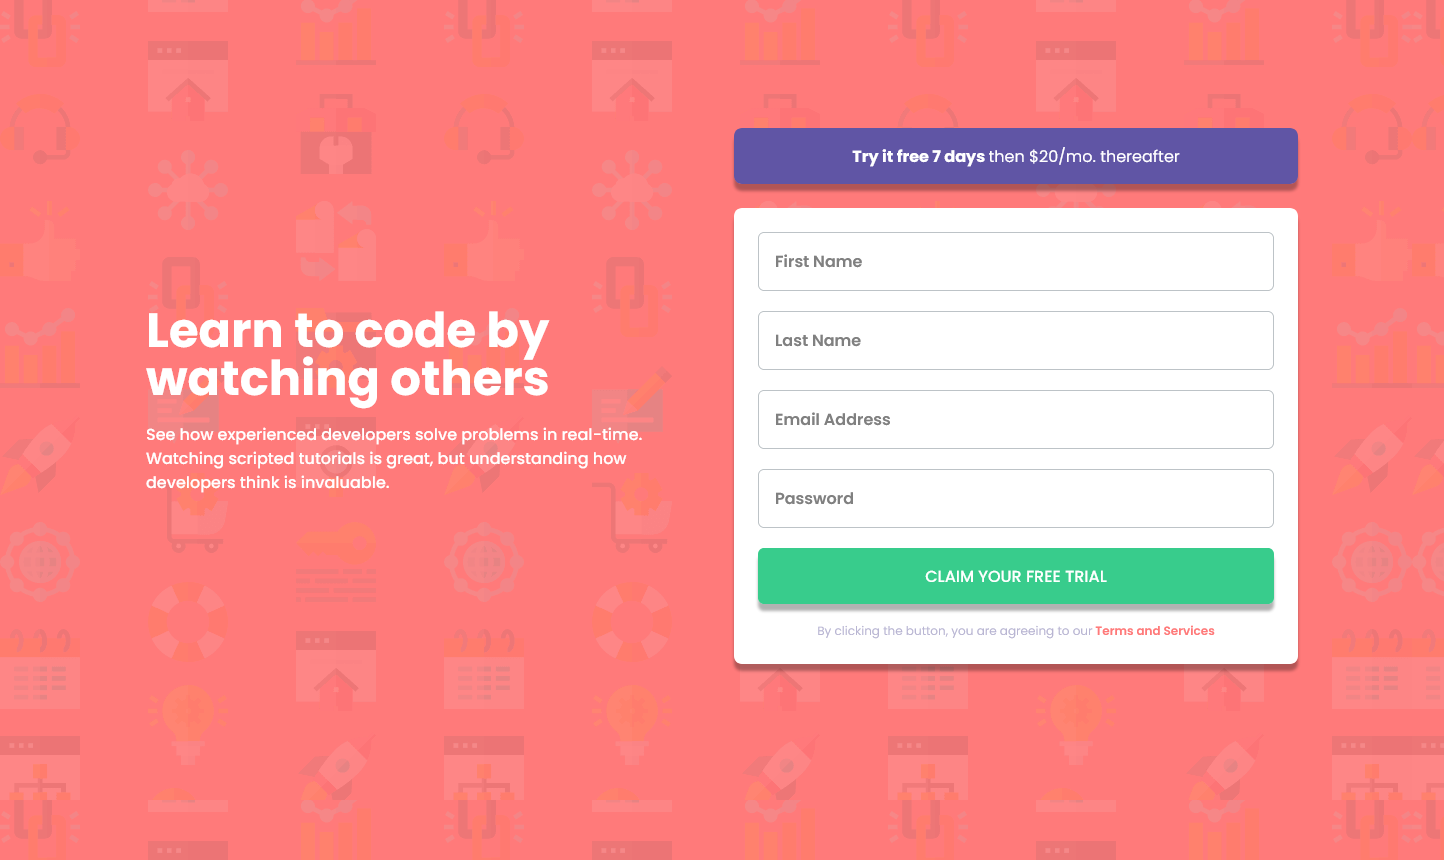 Learn to code by
watching others
See how experienced developers solve problems in real-time.
Watching scripted tutorials is great, but understanding how
developers think is invaluable.
Try it free 7 days then $20/mo. thereafter
First Name
Last Name
Email Address
Password
CLAIM YOUR FREE TRIAL
By clicking the button, you are agreeing to our Terms and Services